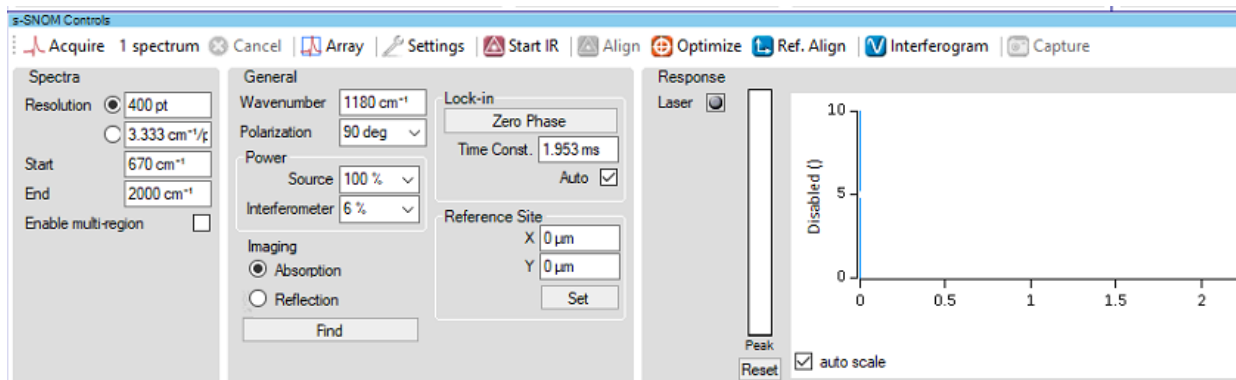 s-SNOM Controls
Acquire 1 spectrum Cancel Array Settings Start IR Align Optimize Ref. Align Interferogram Capture
Spectra
Resolution 400 pt
3.333 cm⁻¹/p
Start 670 cm⁻¹
End 2000 cm⁻¹
Enable multi-region
General
Wavenumber 1180 cm⁻¹
Polarization 90 deg
Power
Source 100 %
Interferometer 6 %
Imaging
Absorption
Reflection
Find
Lock-in
Zero Phase
Time Const. 1.953 ms
Auto
Reference Site
X 0 µm
Y 0 µm
Set
Response
Laser
Peak
Reset
Disabled ()
10
5
0
0 0.5 1 1.5 2
auto scale